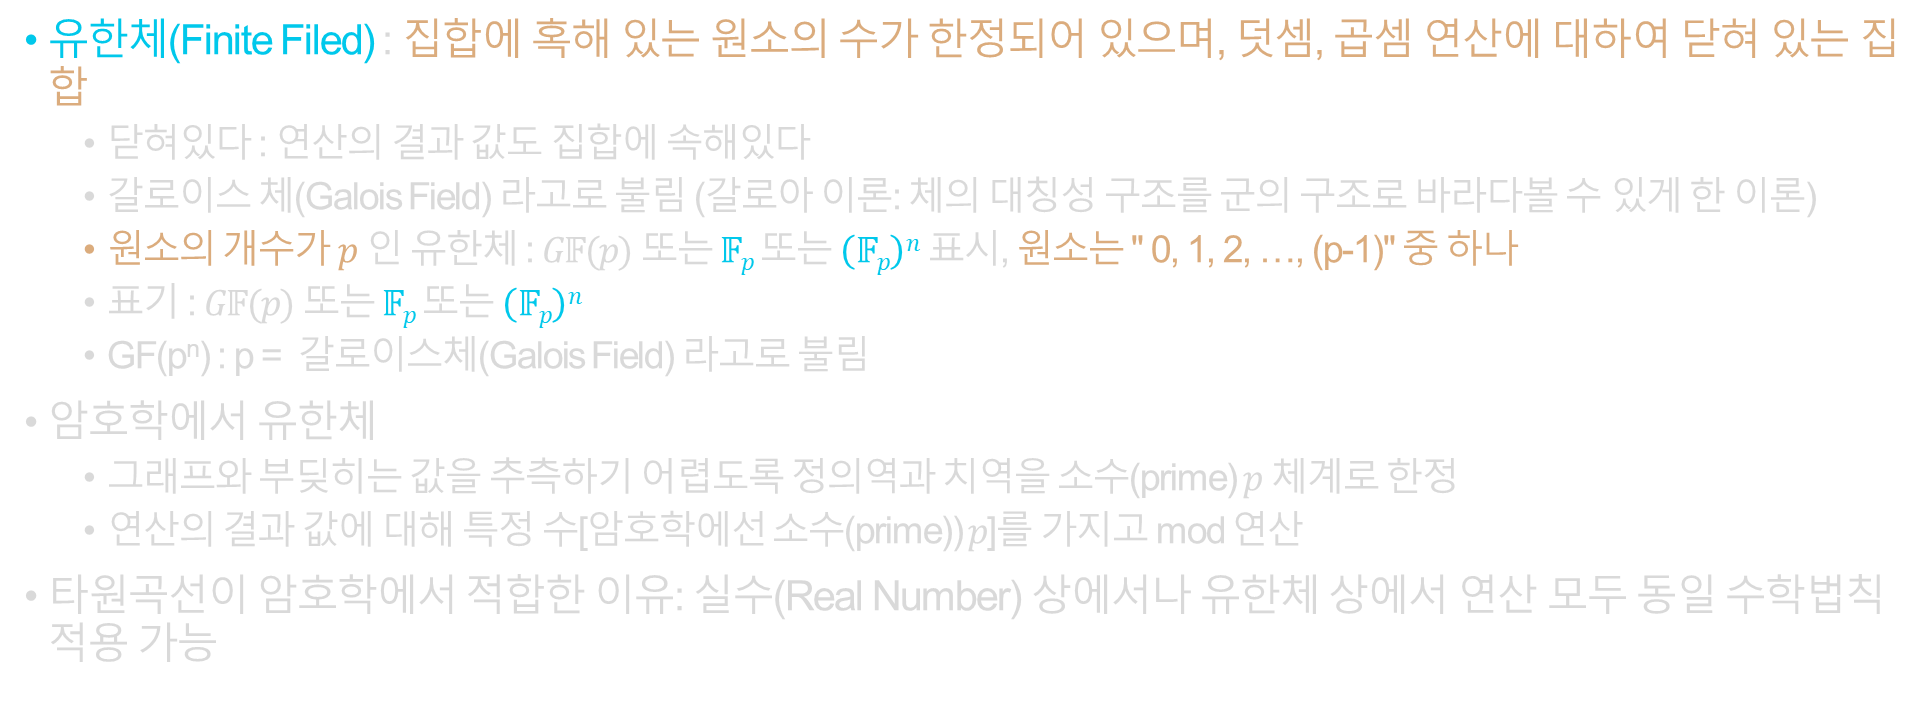 • 유한체(Finite Filed) : 집합에 혹해 있는 원소의 수가 한정되어 있으며, 덧셈, 곱셈 연산에 대하여 닫혀 있는 집
합
• 닫혀있다 : 연산의 결과 값도 집합에 속해있다
• 갈로이스 체(Galois Field) 라고로 불림 (갈로아 이론: 체의 대칭성 구조를 군의 구조로 바라다볼 수 있게 한 이론)
• 원소의 개수가 𝑝 인 유한체 : 𝐺𝔽(𝑝) 또는 𝔽𝑝 또는 (𝔽𝑝)ⁿ 표시, 원소는 " 0, 1, 2, …, (p-1)" 중 하나
• 표기 : 𝐺𝔽(𝑝) 또는 𝔽𝑝 또는 (𝔽𝑝)ⁿ
• GF(pⁿ) : p = 갈로이스체(Galois Field) 라고로 불림
• 암호학에서 유한체
• 그래프와 부딪히는 값을 추측하기 어렵도록 정의역과 치역을 소수(prime) 𝑝 체계로 한정
• 연산의 결과 값에 대해 특정 수[암호학에선 소수(prime)) 𝑝]를 가지고 mod 연산
• 타원곡선이 암호학에서 적합한 이유: 실수(Real Number) 상에서나 유한체 상에서 연산 모두 동일 수학법칙
적용 가능